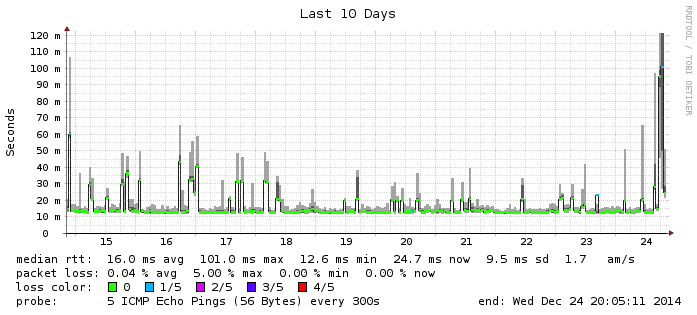 Last 10 Days
RRDTOOL / TOBI OETIKER
Seconds
120 m
110 m
100 m
90 m
80 m
70 m
60 m
50 m
40 m
30 m
20 m
10 m
0
15 16 17 18 19 20 21 22 23 24
median rtt: 16.0 ms avg 101.0 ms max 12.6 ms min 24.7 ms now 9.5 ms sd 1.7 am/s
packet loss: 0.04 % avg 5.00 % max 0.00 % min 0.00 % now
loss color: 0 1/5 2/5 3/5 4/5
probe: 5 ICMP Echo Pings (56 Bytes) every 300s end: Wed Dec 24 20:05:11 2014